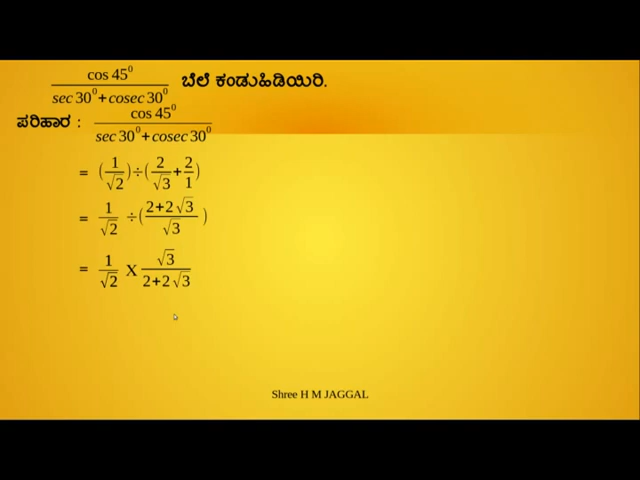 cos 45⁰ / sec 30⁰ + cosec 30⁰ ಬೆಲೆ ಕಂಡುಹಿಡಿಯಿರಿ.
ಪರಿಹಾರ : cos 45⁰ / sec 30⁰ + cosec 30⁰
= (1/√2) ÷ (2/√3 + 2/1)
= 1/√2 ÷ ((2+2√3)/√3)
= 1/√2 X √3/(2+2√3)
Shree H M JAGGAL